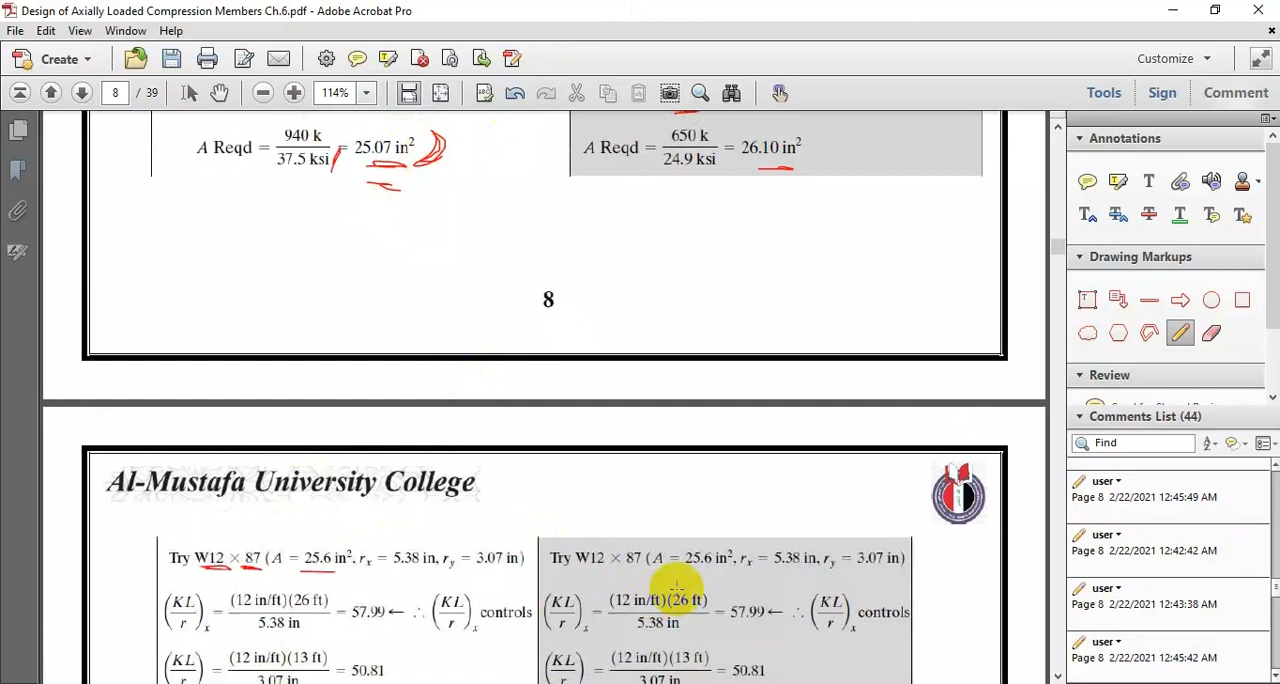 Design of Axially Loaded Compression Members Ch.6.pdf - Adobe Acrobat Pro
File Edit View Window Help
Create Customize
8 / 39 114% Tools Sign Comment
A Reqd = 940 k / 37.5 ksi = 25.07 in²
A Reqd = 650 k / 24.9 ksi = 26.10 in²
8
Al-Mustafa University College
Try W12 × 87 (A = 25.6 in², rx = 5.38 in, ry = 3.07 in)
(KL/r)x = (12 in/ft)(26 ft) / 5.38 in = 57.99 ← ∴ (KL/r)x controls
(KL/r) = (12 in/ft)(13 ft) / 3.07 in = 50.81
Try W12 × 87 (A = 25.6 in², rx = 5.38 in, ry = 3.07 in)
(KL/r)x = (12 in/ft)(26 ft) / 5.38 in = 57.99 ← ∴ (KL/r)x controls
(KL/r) = (12 in/ft)(13 ft) / 3.07 in = 50.81
Annotations
Drawing Markups
Review
Comments List (44)
Find
user
Page 8 2/22/2021 12:45:49 AM
user
Page 8 2/22/2021 12:42:42 AM
user
Page 8 2/22/2021 12:43:38 AM
user
Page 8 2/22/2021 12:45:42 AM